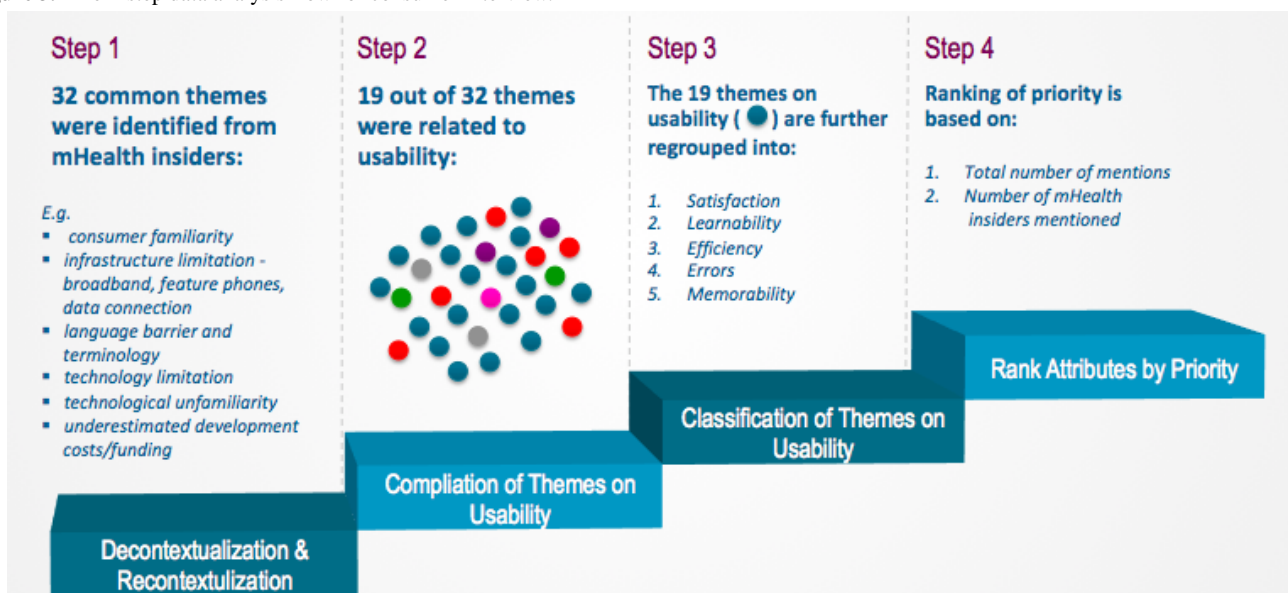 Step 1
32 common themes
were identified from
mHealth insiders:
E.g.
▪ consumer familiarity
▪ infrastructure limitation -
broadband, feature phones,
data connection
▪ language barrier and
terminology
▪ technology limitation
▪ technological unfamiliarity
▪ underestimated development
costs/funding
Decontextualization &
Recontextulization
Step 2
19 out of 32 themes
were related to
usability:
Compliation of Themes on
Usability
Step 3
The 19 themes on
usability ( ) are further
regrouped into:
1. Satisfaction
2. Learnability
3. Efficiency
4. Errors
5. Memorability
Classification of Themes on
Usability
Step 4
Ranking of priority is
based on:
1. Total number of mentions
2. Number of mHealth
insiders mentioned
Rank Attributes by Priority